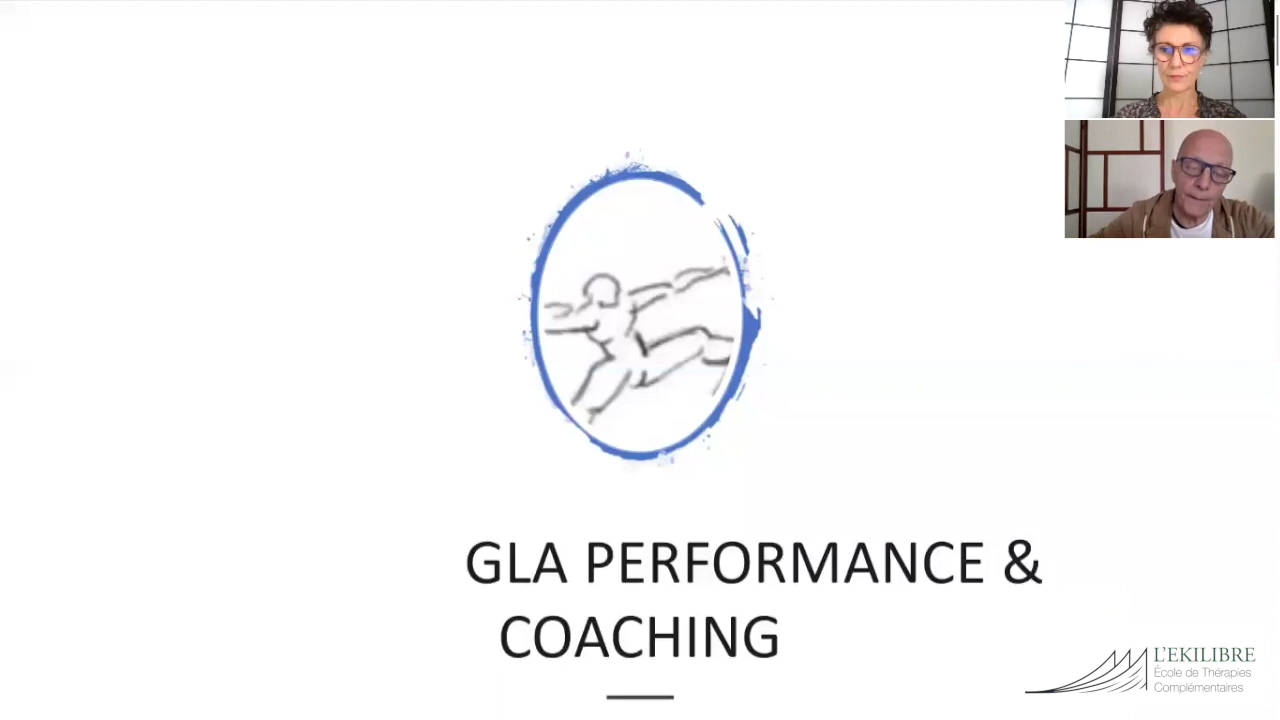 GLA PERFORMANCE &
COACHING
L'EKILIBRE
École de Thérapies
Complémentaires